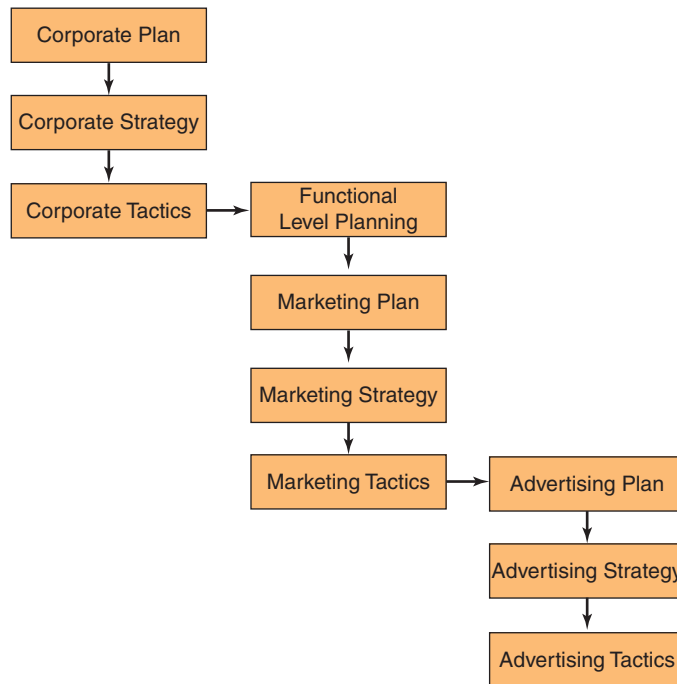 Corporate Plan
Corporate Strategy
Corporate Tactics
Functional
Level Planning
Marketing Plan
Marketing Strategy
Marketing Tactics
Advertising Plan
Advertising Strategy
Advertising Tactics